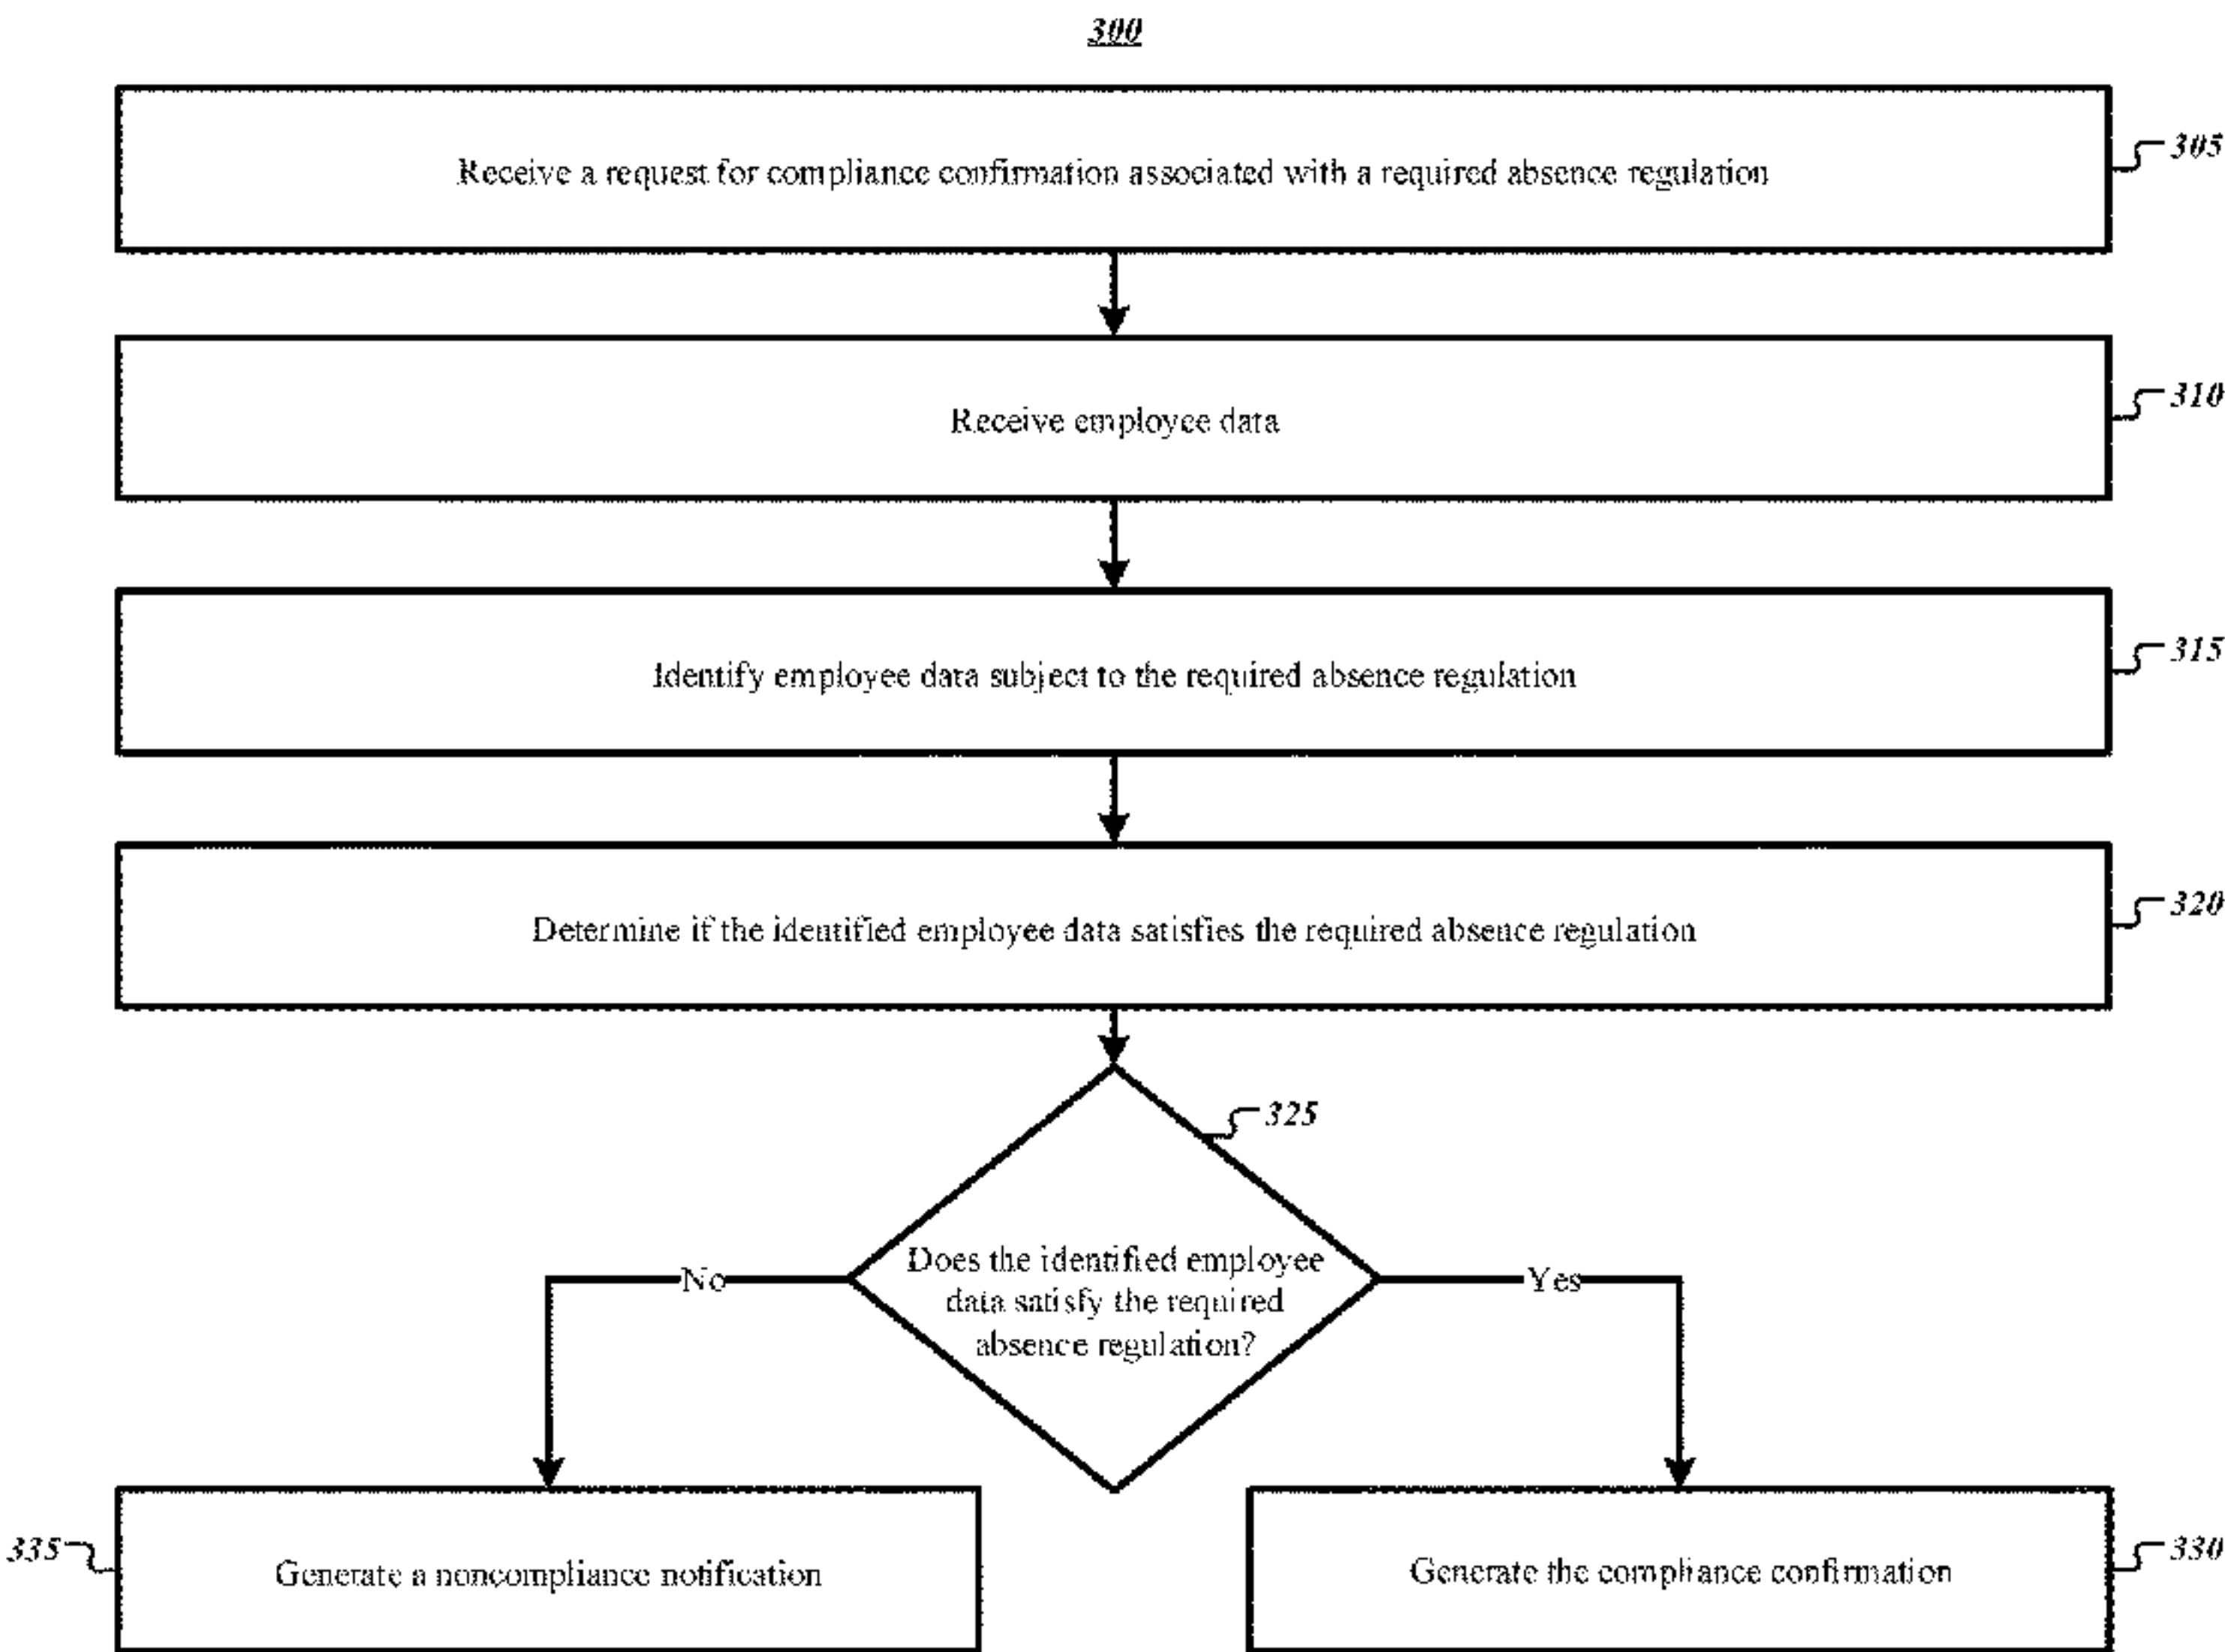 300
Receive a request for compliance confirmation associated with a required absence regulation
305
Receive employee data
310
Identify employee data subject to the required absence regulation
315
Determine if the identified employee data satisfies the required absence regulation
320
325
Does the identified employee
data satisfy the required
absence regulation?
No
Yes
335
Generate a noncompliance notification
Generate the compliance confirmation
330